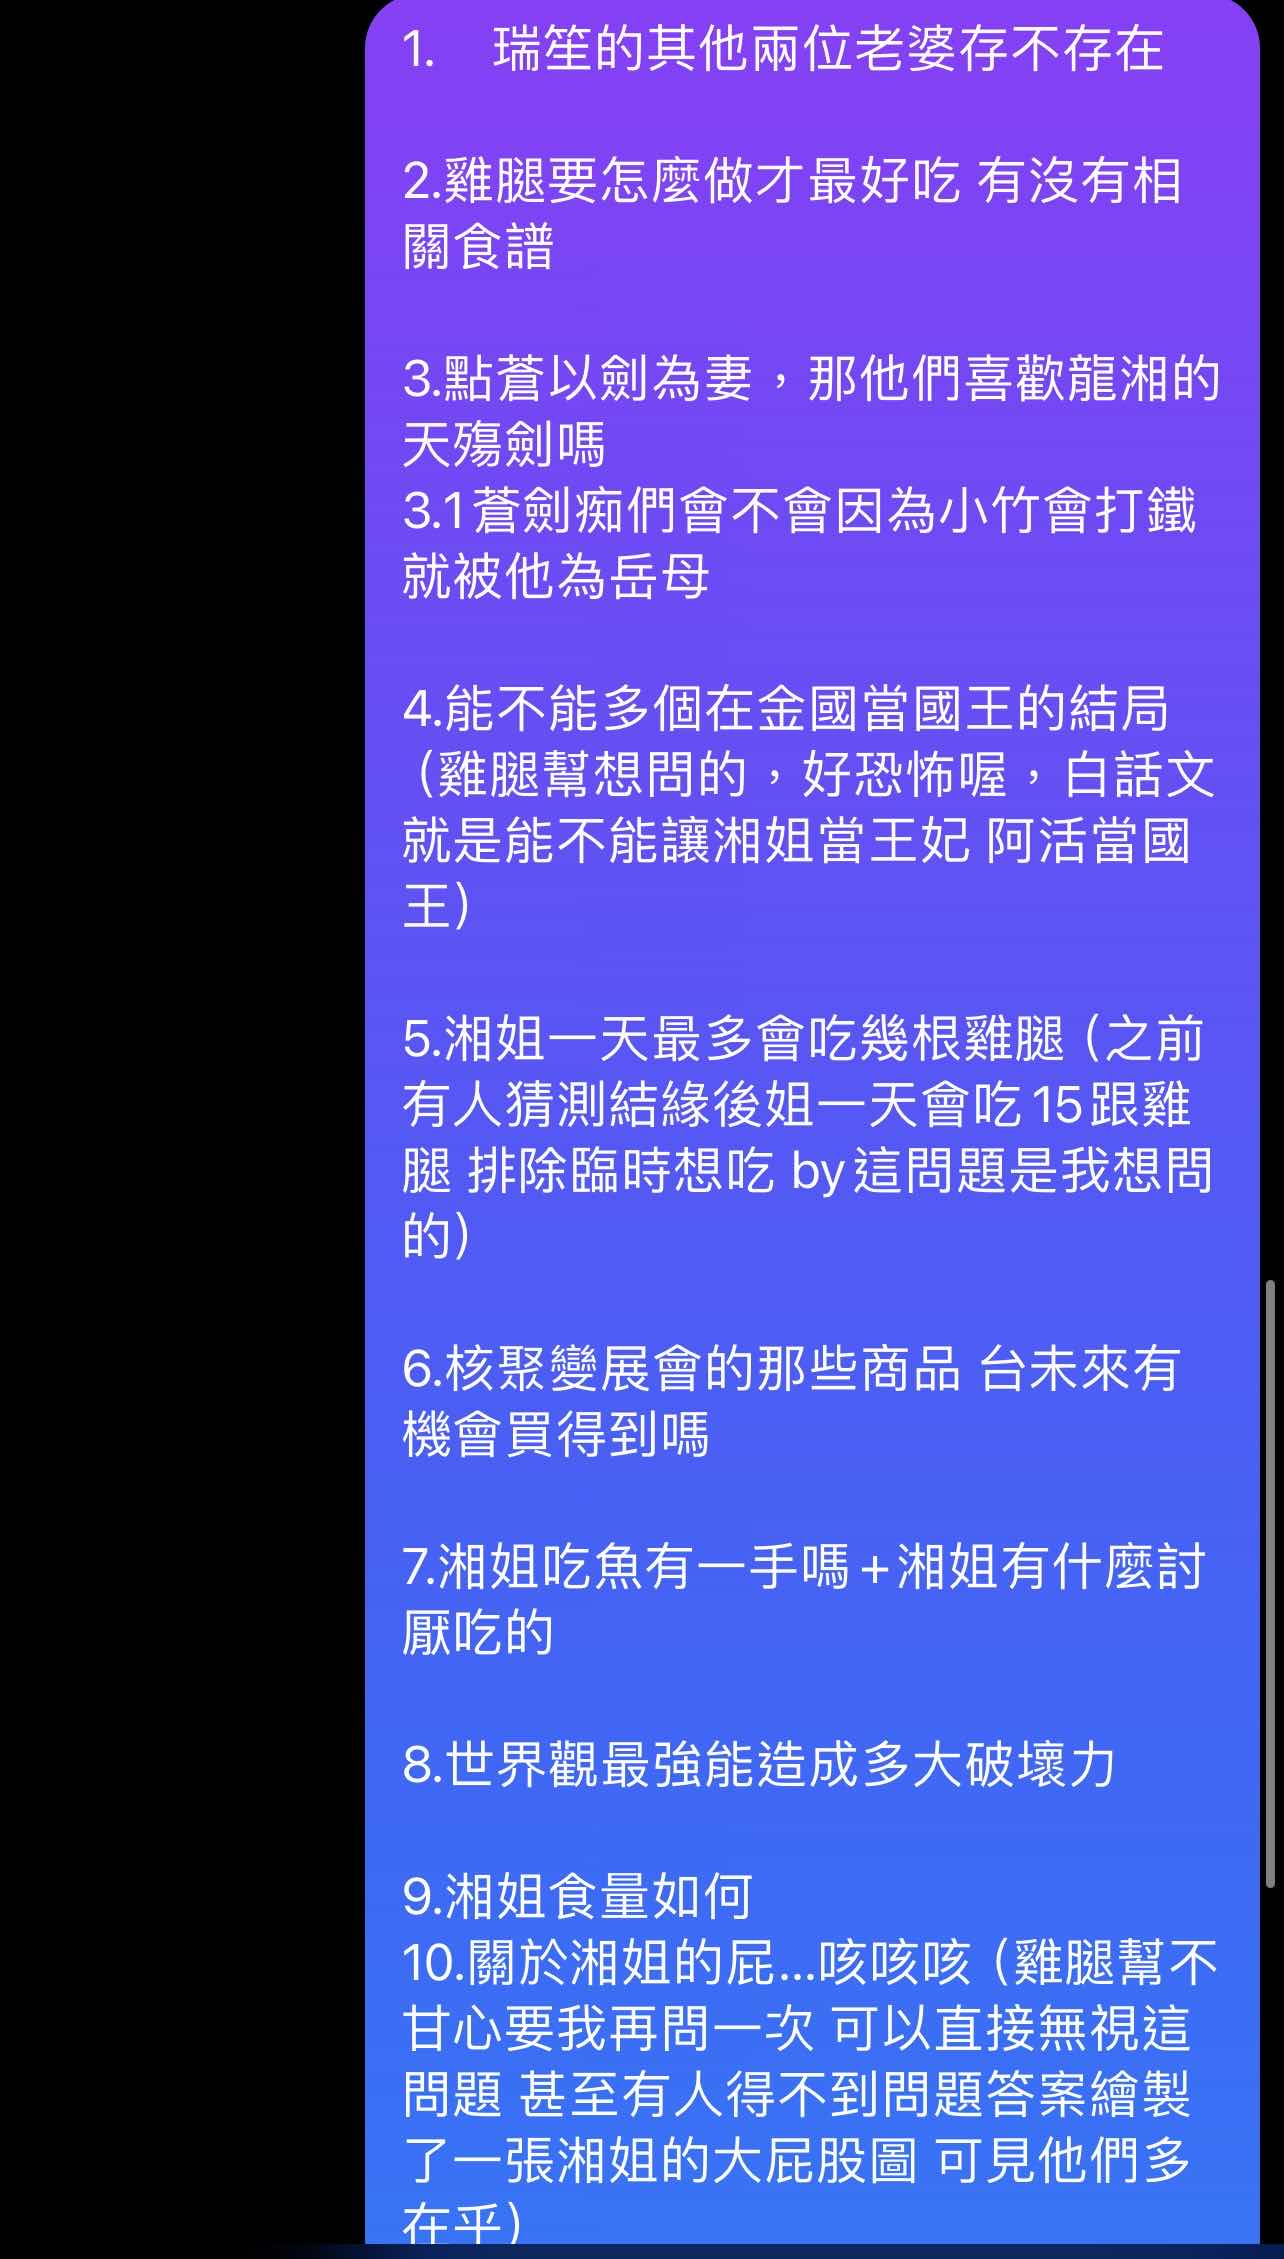 1. 瑞笙的其他兩位老婆存不存在
2.雞腿要怎麼做才最好吃 有沒有相
關食譜
3.點蒼以劍為妻，那他們喜歡龍湘的
天殤劍嗎
3.1蒼劍痴們會不會因為小竹會打鐵
就被他為岳母
4.能不能多個在金國當國王的結局
（雞腿幫想問的，好恐怖喔，白話文
就是能不能讓湘姐當王妃 阿活當國
王）
5.湘姐一天最多會吃幾根雞腿（之前
有人猜測結緣後姐一天會吃15跟雞
腿 排除臨時想吃 by這問題是我想問
的）
6.核聚變展會的那些商品 台未來有
機會買得到嗎
7.湘姐吃魚有一手嗎+湘姐有什麼討
厭吃的
8.世界觀最強能造成多大破壞力
9.湘姐食量如何
10.關於湘姐的屁...咳咳咳（雞腿幫不
甘心要我再問一次 可以直接無視這
問題 甚至有人得不到問題答案繪製
了一張湘姐的大屁股圖 可見他們多
在乎）